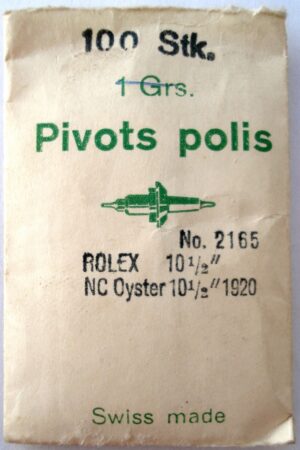 100 Stk.
1 Grs.
Pivots polis
No. 2165
ROLEX 10 1/2"
NC Oyster 10 1/2" 1920
Swiss made